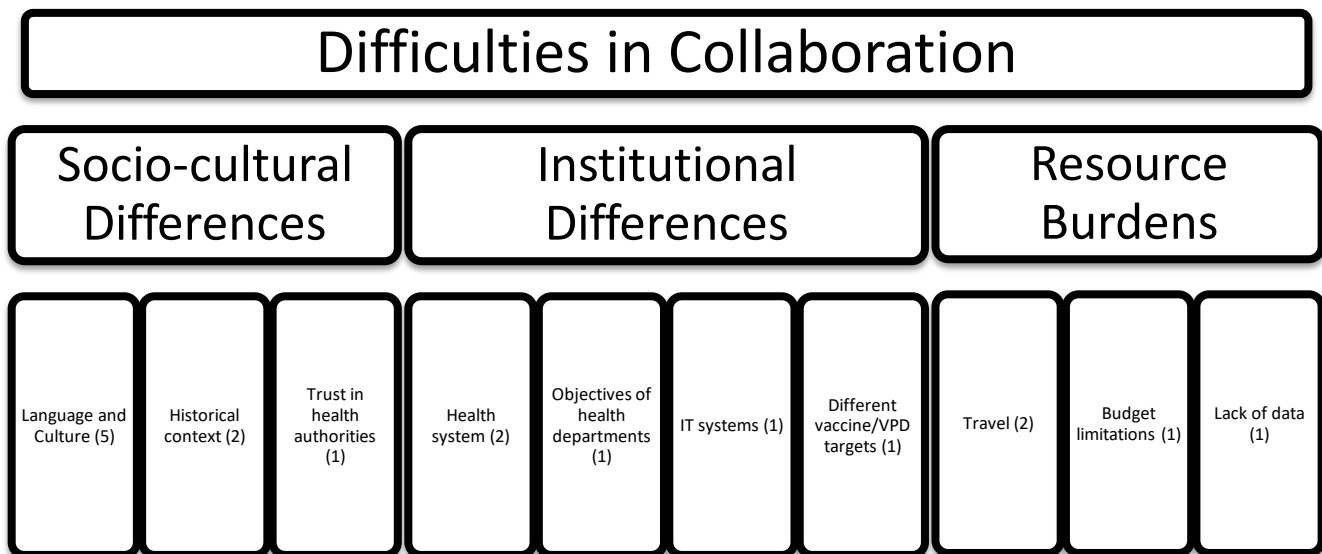 Difficulties in Collaboration
Socio-cultural
Differences
Institutional
Differences
Resource
Burdens
Language and
Culture (5)
Historical
context (2)
Trust in
health
authorities
(1)
Health
system (2)
Objectives of
health
departments
(1)
IT systems (1)
Different
vaccine/VPD
targets (1)
Travel (2)
Budget
limitations (1)
Lack of data
(1)